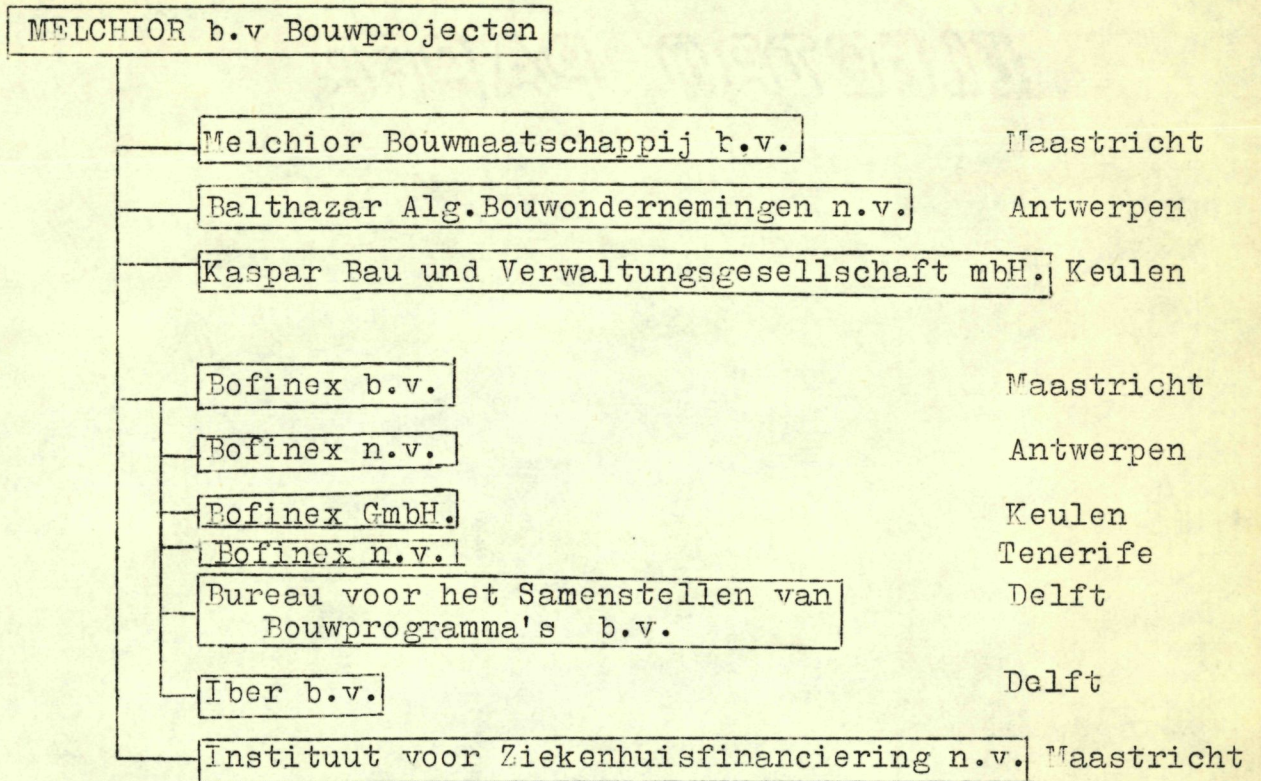 MELCHIOR b.v Bouwprojecten
Melchior Bouwmaatschappij b.v. Maastricht
Balthazar Alg.Bouwondernemingen n.v. Antwerpen
Kaspar Bau und Verwaltungsgesellschaft mbH. Keulen
Bofinex b.v. Maastricht
Bofinex n.v. Antwerpen
Bofinex GmbH. Keulen
Bofinex n.v. Tenerife
Bureau voor het Samenstellen van Delft
Bouwprogramma's b.v.
Iber b.v. Delft
Instituut voor Ziekenhuisfinanciering n.v. Maastricht